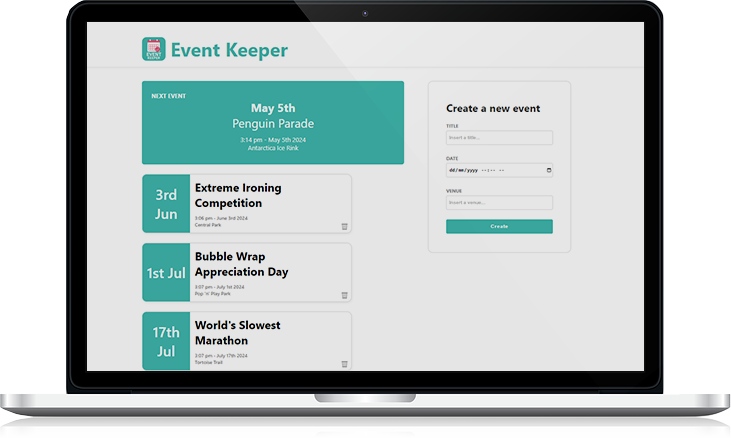 Event Keeper
NEXT EVENT
May 5th
Penguin Parade
3:14 pm - May 5th 2024
Antarctica Ice Rink
3rd
Jun
Extreme Ironing
Competition
3:06 pm - June 3rd 2024
Central Park
1st Jul
Bubble Wrap
Appreciation Day
3:07 pm - July 1st 2024
Pop 'n' Play Park
17th
Jul
World's Slowest
Marathon
3:07 pm - July 17th 2024
Tortoise Trail
Create a new event
TITLE
Insert a title...
DATE
dd/mm/yyyy --:-- --
VENUE
Insert a venue...
Create